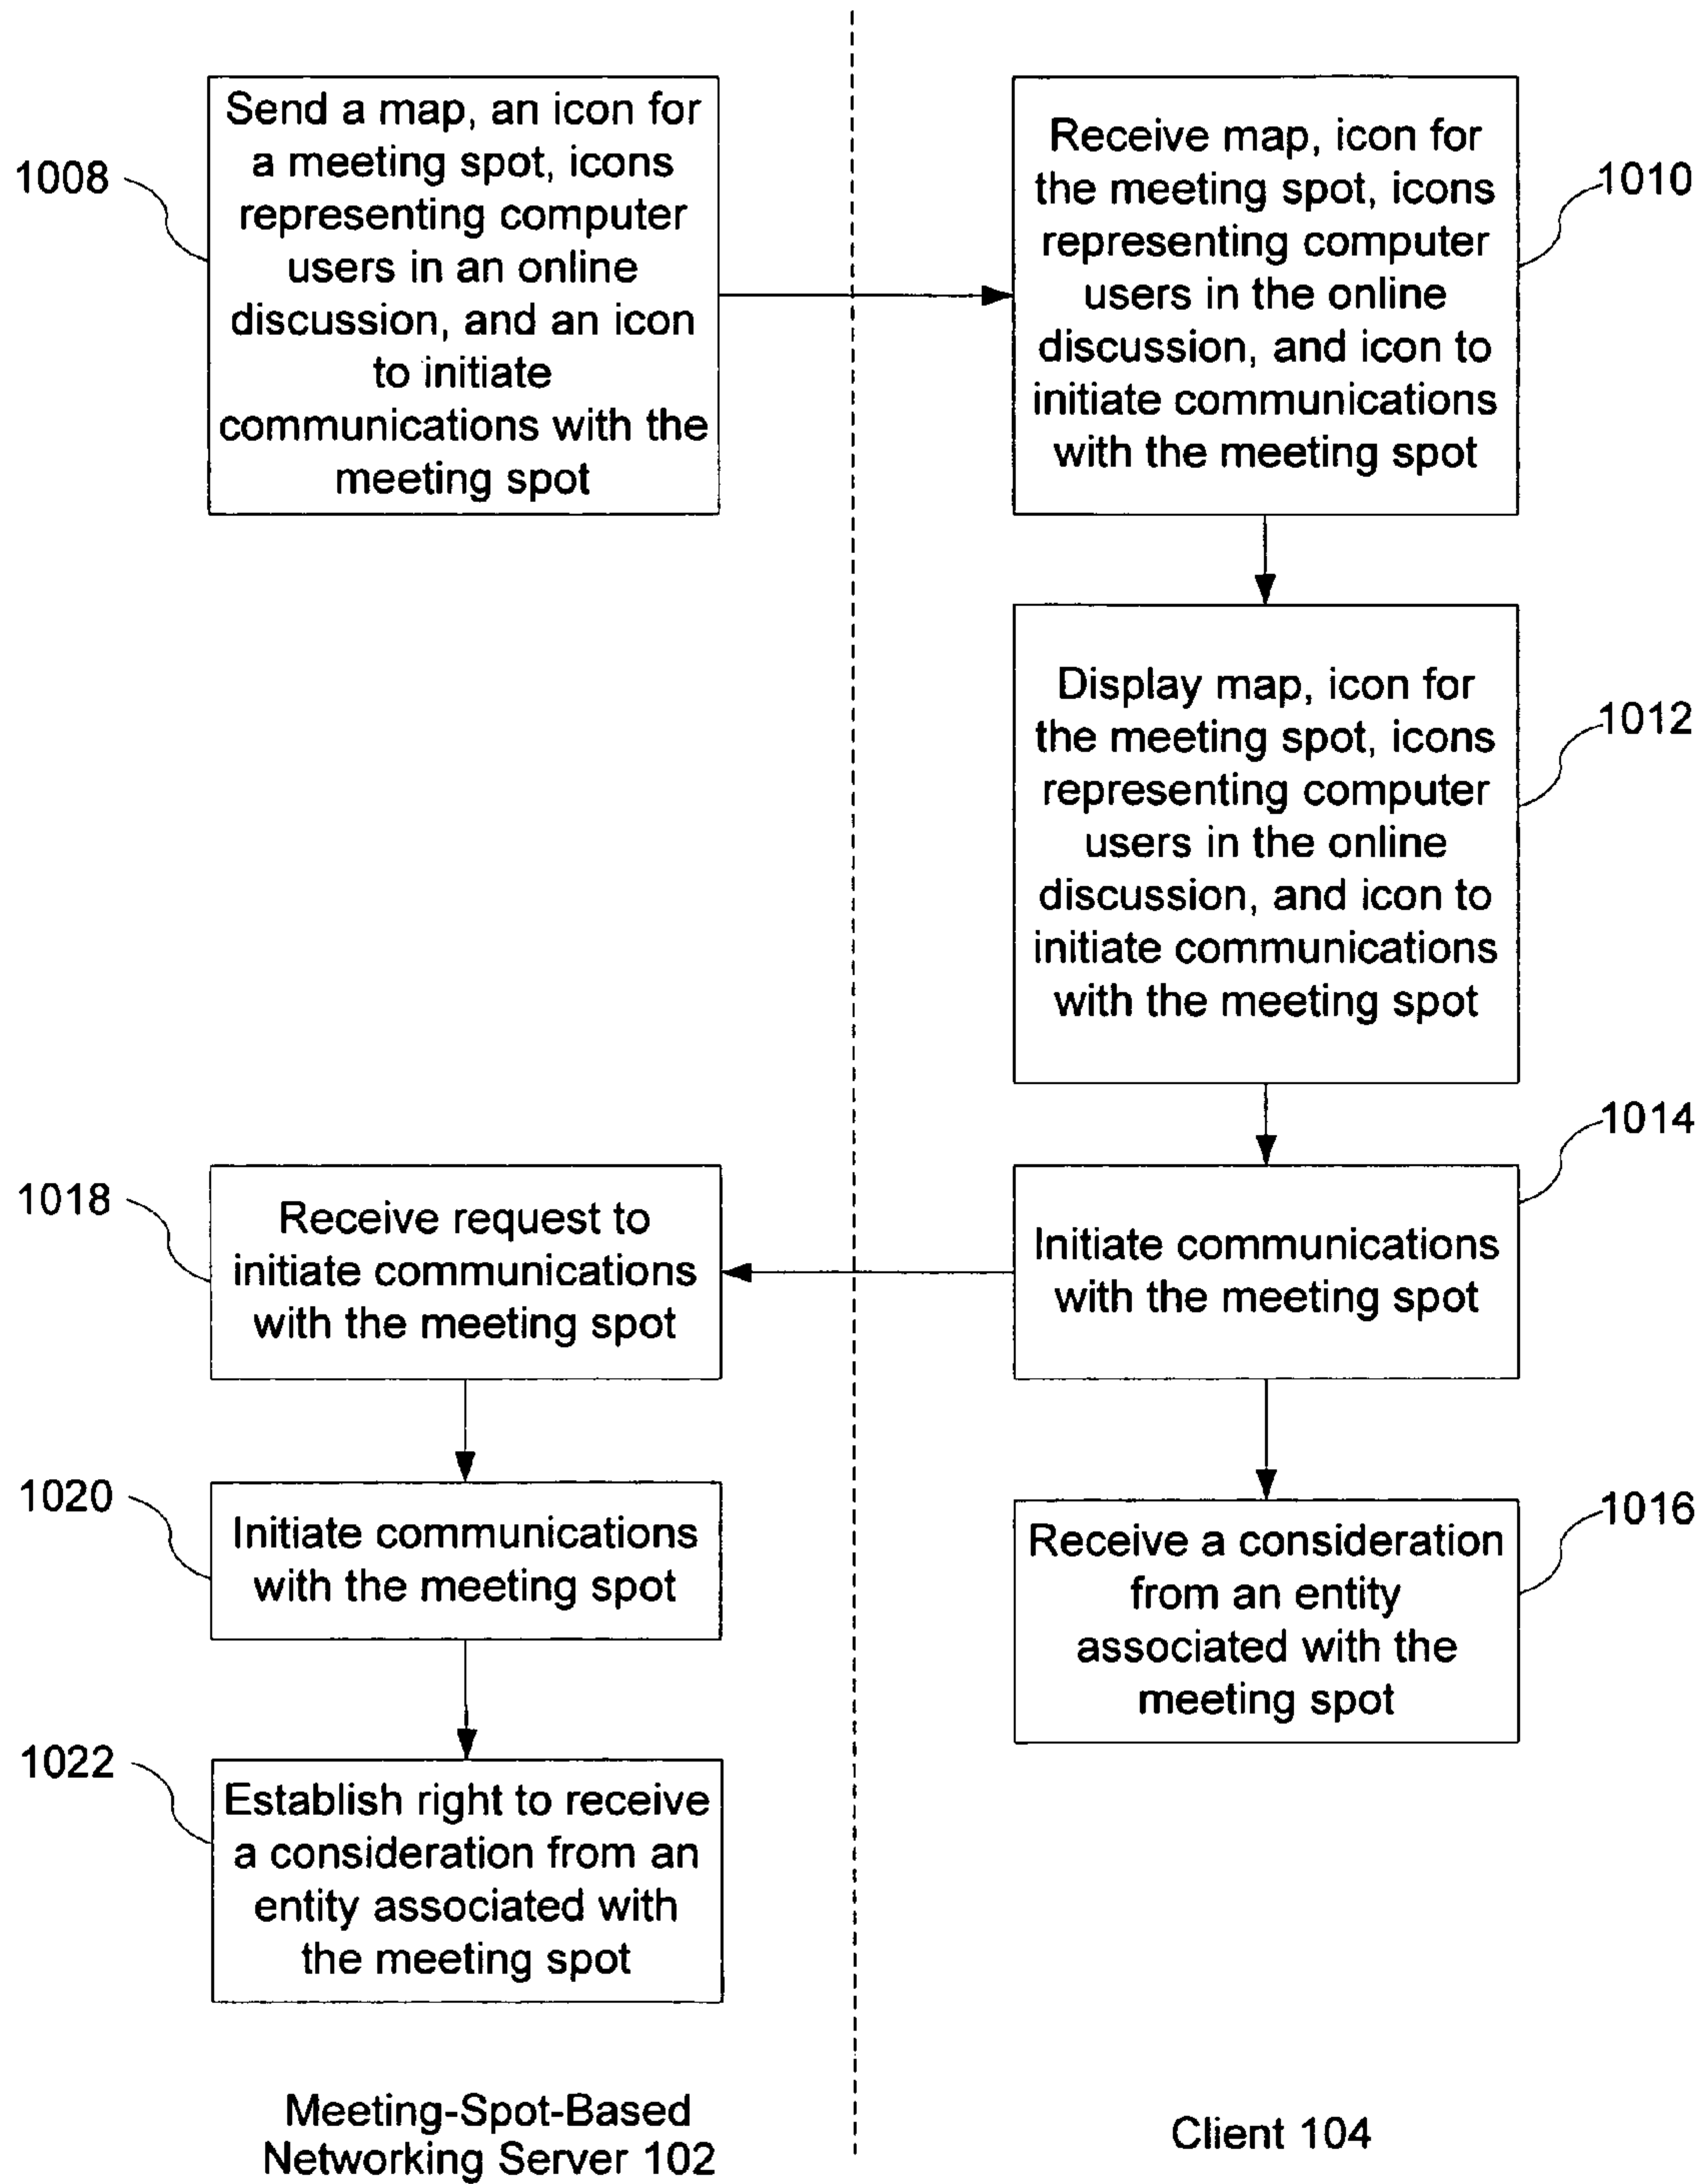 1008
Send a map, an icon for
a meeting spot, icons
representing computer
users in an online
discussion, and an icon
to initiate
communications with the
meeting spot
1010
Receive map, icon for
the meeting spot, icons
representing computer
users in the online
discussion, and icon to
initiate communications
with the meeting spot
1012
Display map, icon for
the meeting spot, icons
representing computer
users in the online
discussion, and icon to
initiate communications
with the meeting spot
1014
Initiate communications
with the meeting spot
1018
Receive request to
initiate communications
with the meeting spot
1020
Initiate communications
with the meeting spot
1016
Receive a consideration
from an entity
associated with the
meeting spot
1022
Establish right to receive
a consideration from an
entity associated with
the meeting spot
Meeting-Spot-Based
Networking Server 102
Client 104